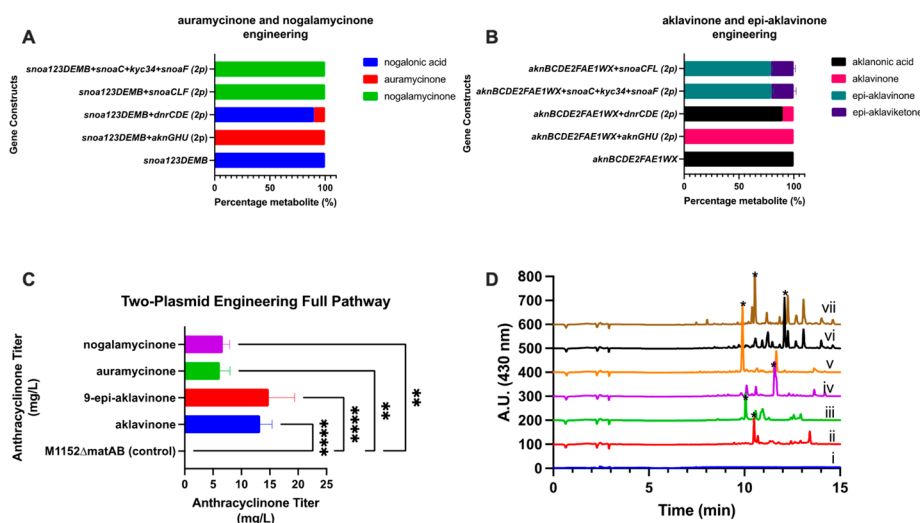 A
auramycinone and nogalamycinone
engineering
Gene Constructs
snoa123DEMB+snoaC+kyc34+snoaF (2p)
snoa123DEMB+snoaCLF (2p)
snoa123DEMB+dnrCDE (2p)
snoa123DEMB+aknGHU (2p)
snoa123DEMB
0 50 100
Percentage metabolite (%)
nogalonic acid
auramycinone
nogalamycinone
B
aklavinone and epi-aklavinone
engineering
Gene Constructs
aknBCDE2FAE1WX+snoaCFL (2p)
aknBCDE2FAE1WX+snoaC+kyc34+snoaF (2p)
aknBCDE2FAE1WX+dnrCDE (2p)
aknBCDE2FAE1WX+aknGHU (2p)
aknBCDE2FAE1WX
0 50 100
Percentage metabolite (%)
aklanonic acid
aklavinone
epi-aklavinone
epi-aklaviketone
C
Two-Plasmid Engineering Full Pathway
Anthracyclinone Titer
(mg/L)
nogalamycinone
auramycinone
9-epi-aklavinone
aklavinone
M1152ΔmatAB (control)
****
****
**
**
0 5 10 15 20 25
Anthracyclinone Titer
(mg/L)
D
A.U. (430 nm)
800
700
600
500
400
300
200
100
0
* vii
* vi
* v
* iv
* iii
* ii
i
0 5 10 15
Time (min)